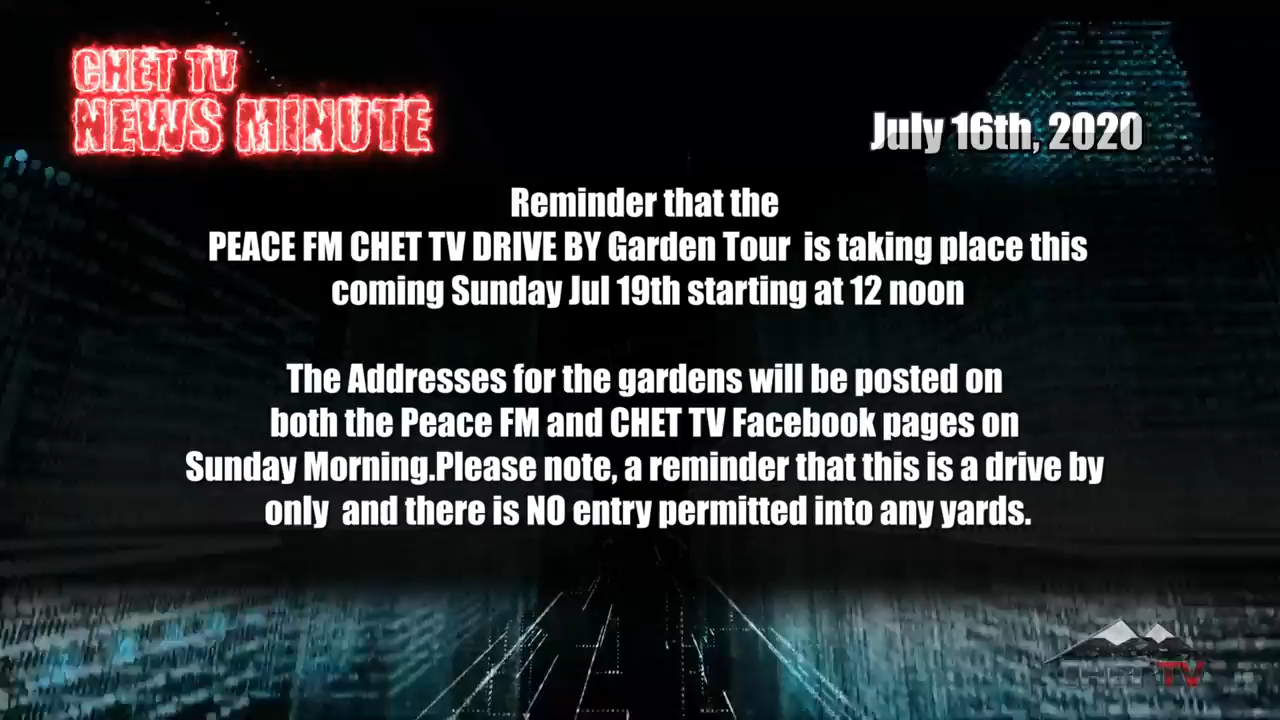 CHET TV
NEWS MINUTE
July 16th, 2020
Reminder that the
PEACE FM CHET TV DRIVE BY Garden Tour  is taking place this
coming Sunday Jul 19th starting at 12 noon
The Addresses for the gardens will be posted on
both the Peace FM and CHET TV Facebook pages on
Sunday Morning.Please note, a reminder that this is a drive by
only  and there is NO entry permitted into any yards.
CHET TV